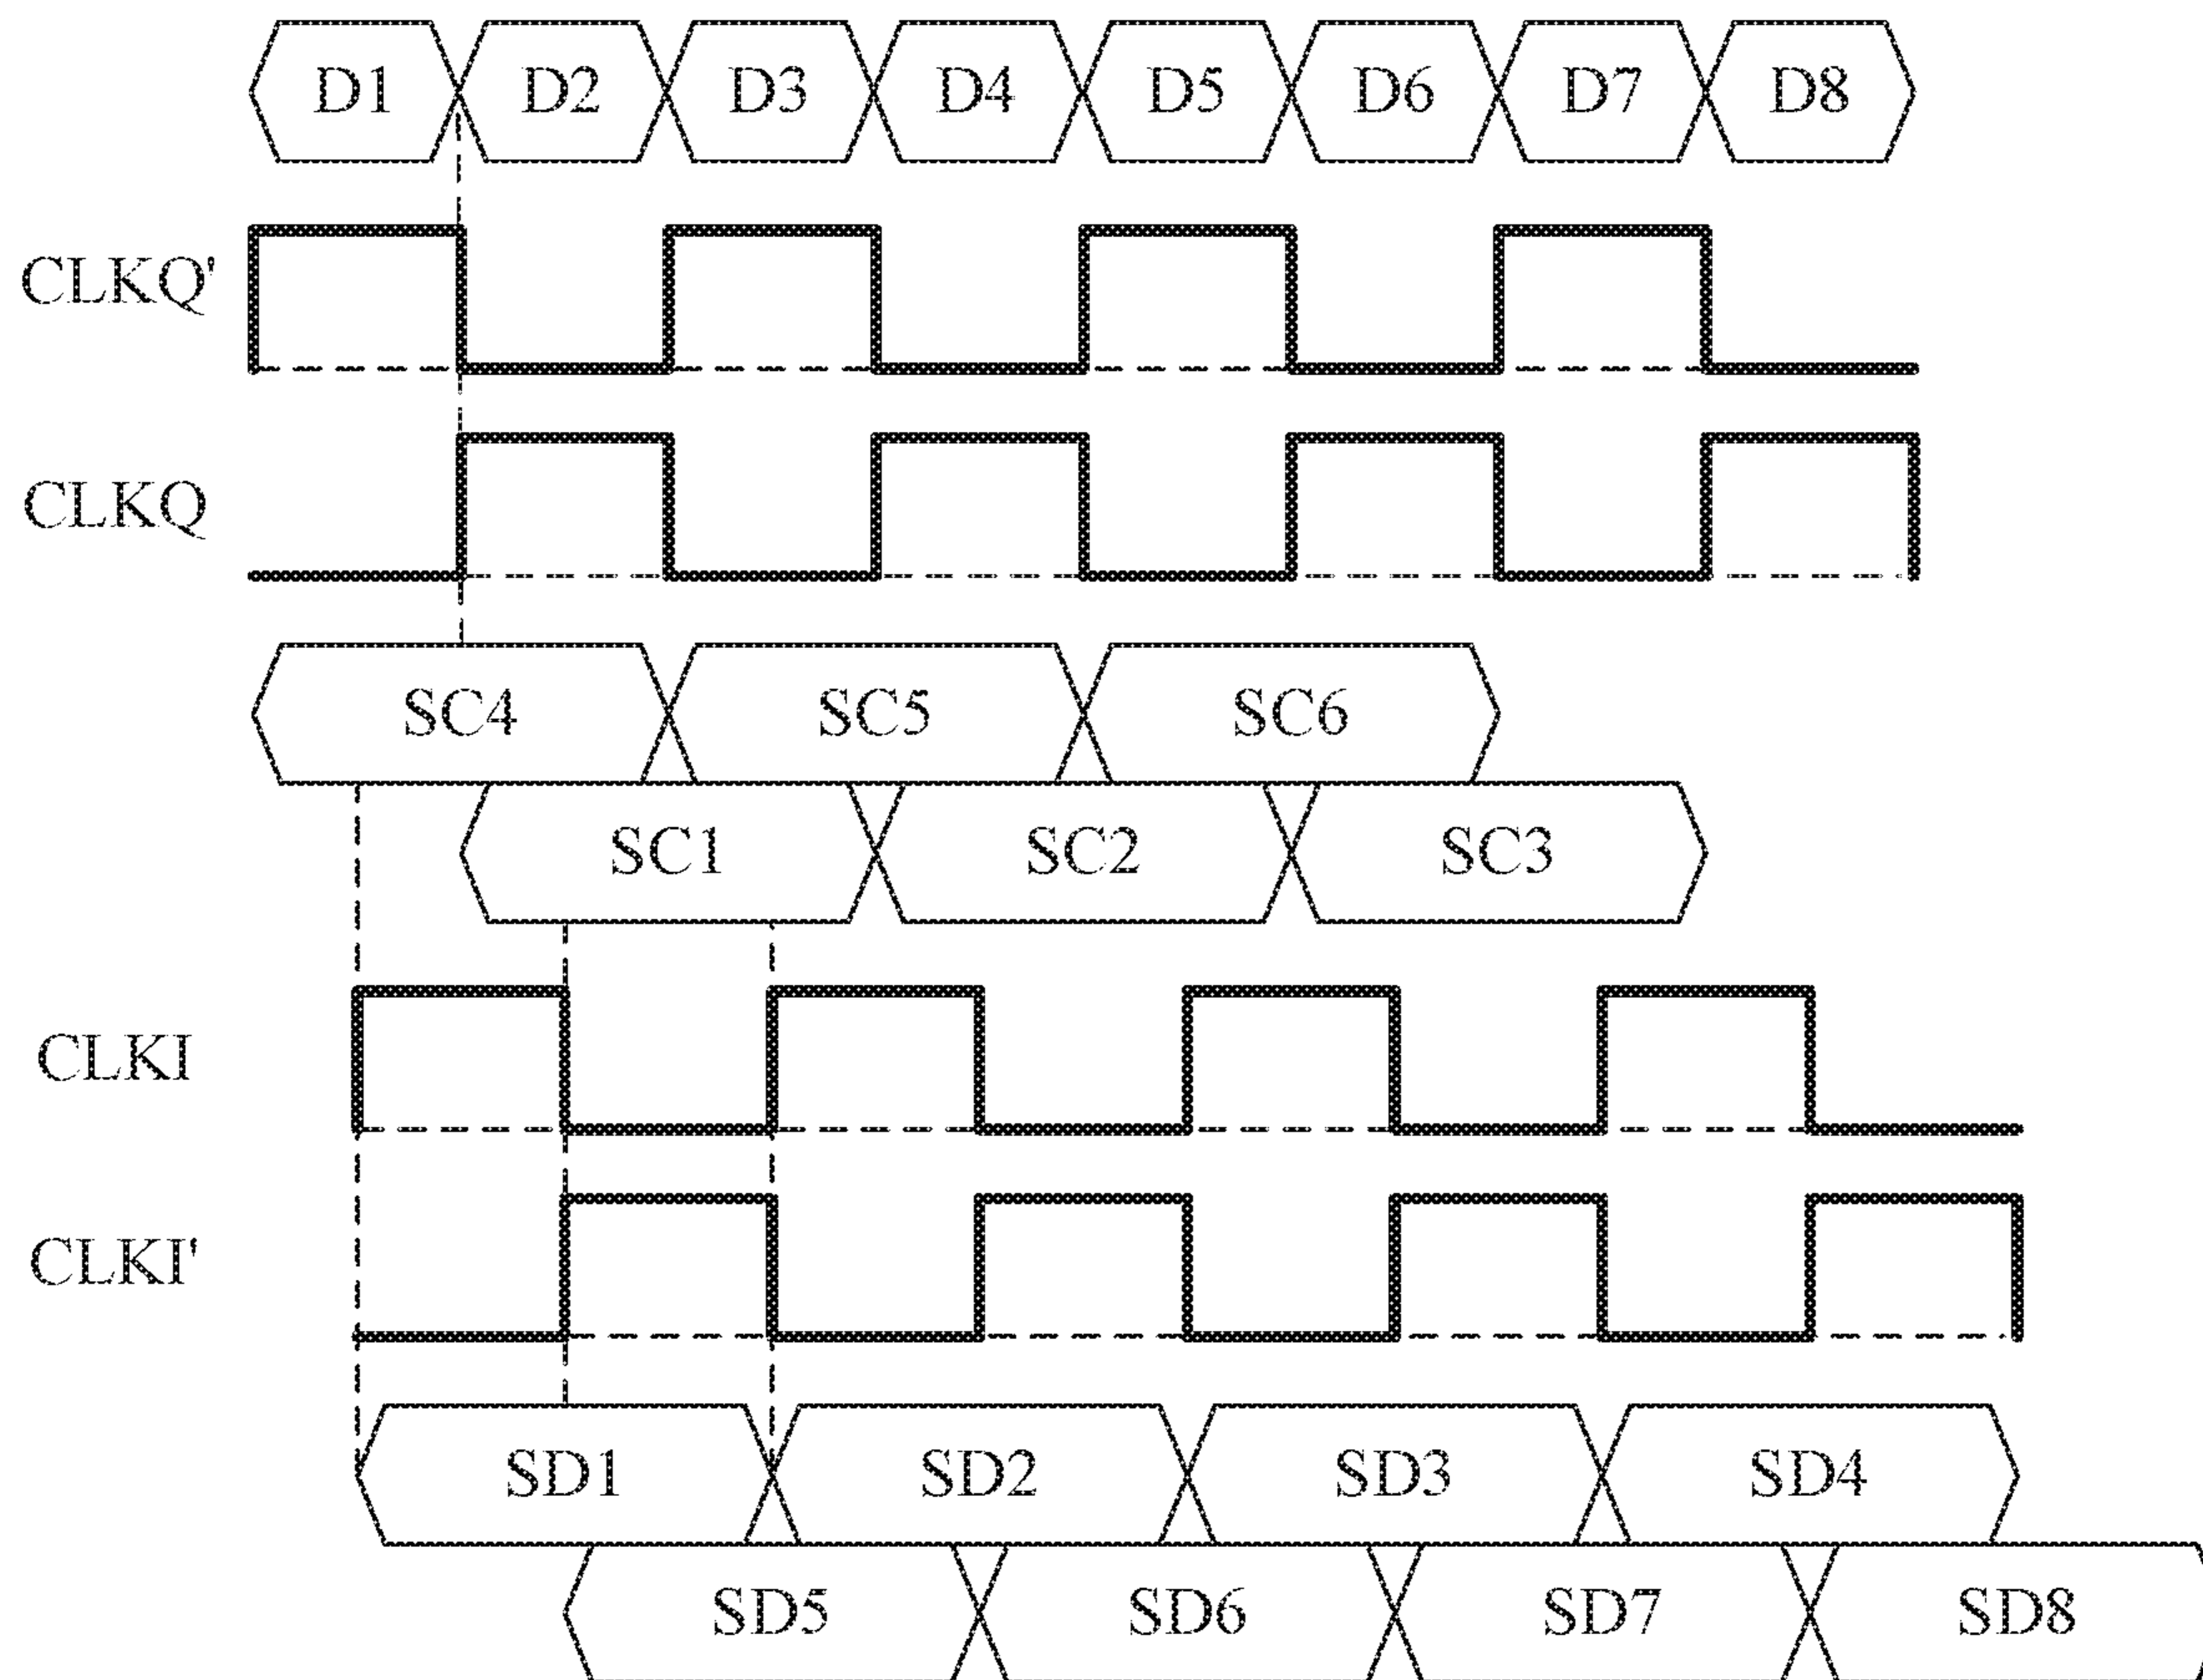 D1 D2 D3 D4 D5 D6 D7 D8
CLKQ'
CLKQ
SC4 SC5 SC6
SC1 SC2 SC3
CLKI
CLKI'
SD1 SD2 SD3 SD4
SD5 SD6 SD7 SD8